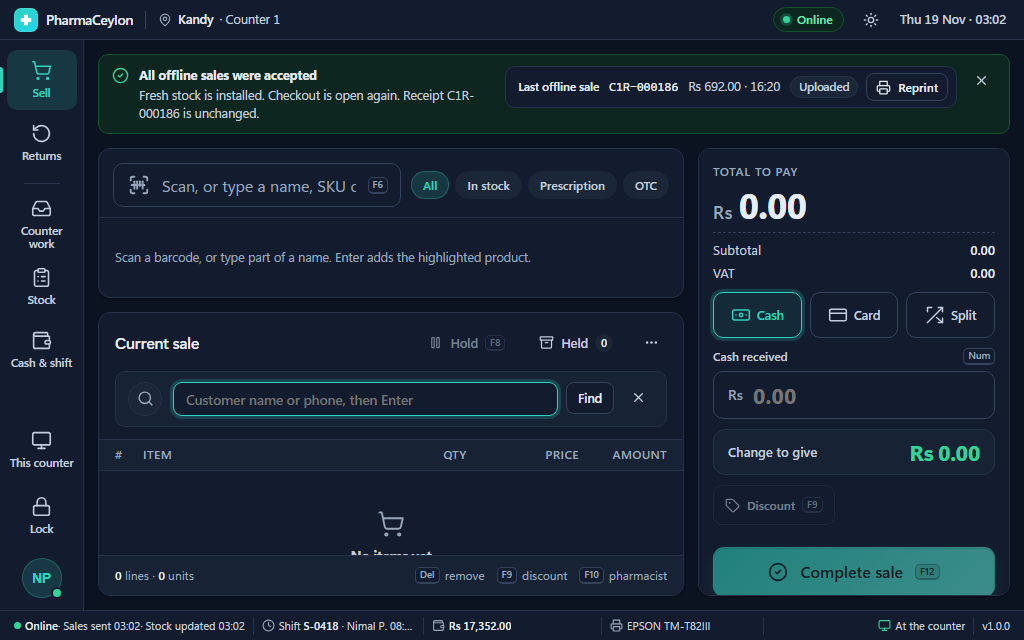 PharmaCeylon
Kandy · Counter 1
Online
Thu 19 Nov · 03:02
Sell
Returns
Counter work
Stock
Cash & shift
This counter
Lock
NP
All offline sales were accepted
Fresh stock is installed. Checkout is open again. Receipt C1R-
000186 is unchanged.
Last offline sale C1R-000186 Rs 692.00 · 16:20 Uploaded Reprint
Scan, or type a name, SKU c F6
All In stock Prescription OTC
Scan a barcode, or type part of a name. Enter adds the highlighted product.
Current sale
Hold F8 Held 0
Customer name or phone, then Enter Find
# ITEM QTY PRICE AMOUNT
No items yet
0 lines · 0 units
Del remove F9 discount F10 pharmacist
TOTAL TO PAY
Rs 0.00
Subtotal 0.00
VAT 0.00
Cash Card Split
Cash received Num
Rs 0.00
Change to give Rs 0.00
Discount F9
Complete sale F12
Online · Sales sent 03:02 · Stock updated 03:02 Shift S-0418 · Nimal P. 08:... Rs 17,352.00 EPSON TM-T82III At the counter v1.0.0